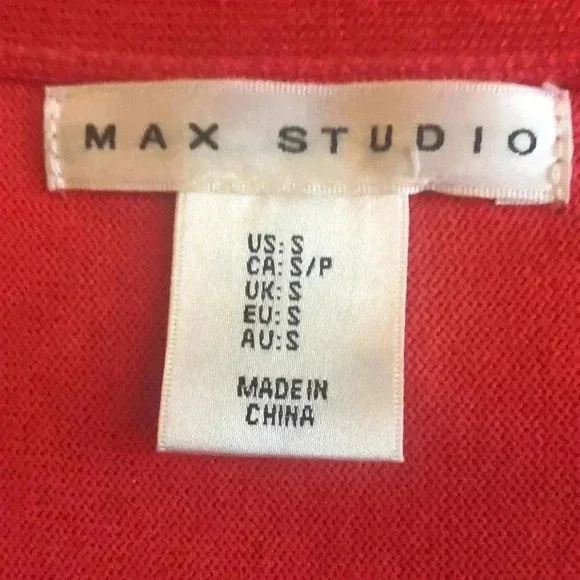 MAX STUDIO
US: S
CA: S/P
UK: S
EU: S
AU: S
MADE IN
CHINA